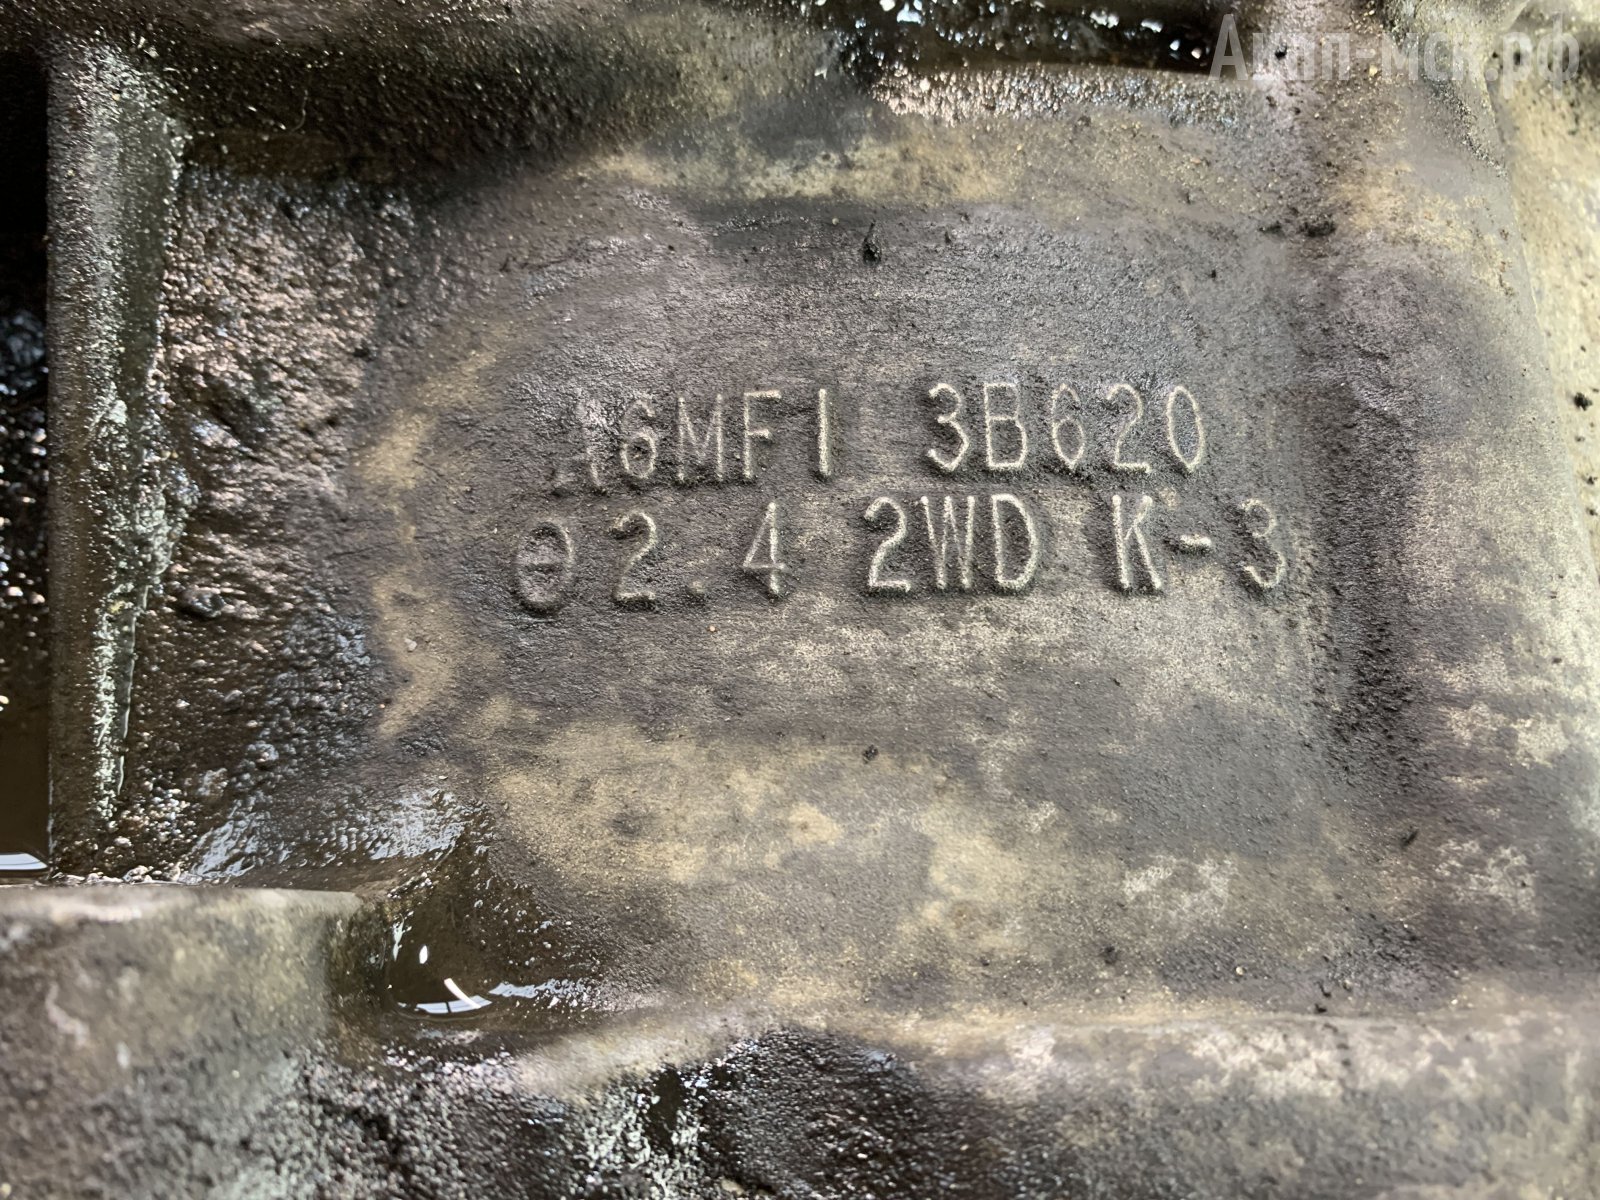 Акпп-мск.рф
A6MF1 3B620
Θ2.4 2WD K-3